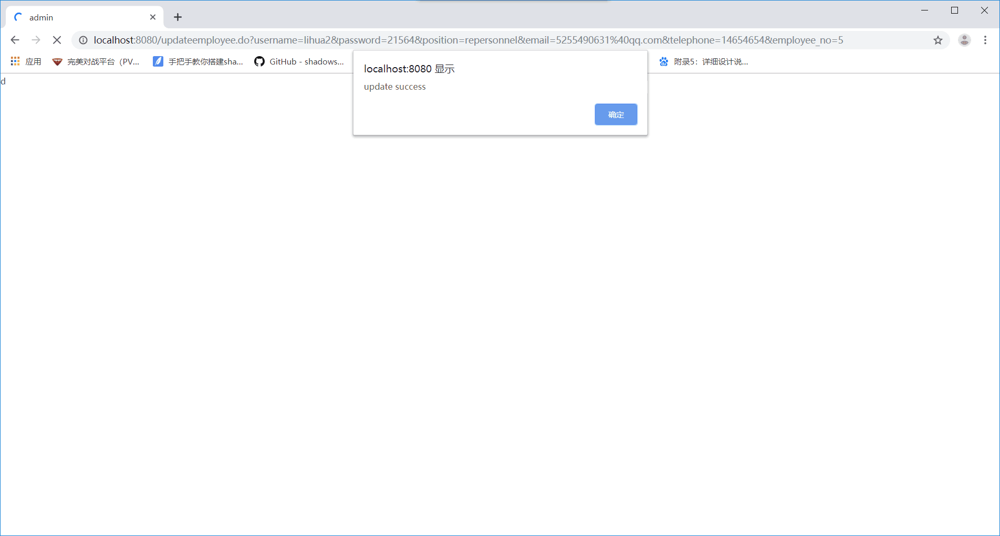 admin
localhost:8080/updateemployee.do?username=lihua2&password=21564&position=repersonnel&email=5255490631%40qq.com&telephone=14654654&employee_no=5
应用 完美对战平台（PV... 手把手教你搭建sha... GitHub - shadows... 附录5：详细设计说...
localhost:8080 显示
update success
确定
d